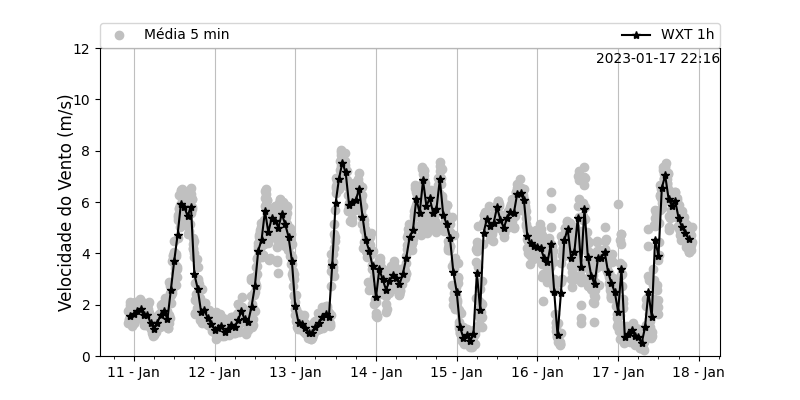 Média 5 min
WXT 1h
2023-01-17 22:16
Velocidade do Vento (m/s)
12
10
8
6
4
2
0
11 - Jan
12 - Jan
13 - Jan
14 - Jan
15 - Jan
16 - Jan
17 - Jan
18 - Jan